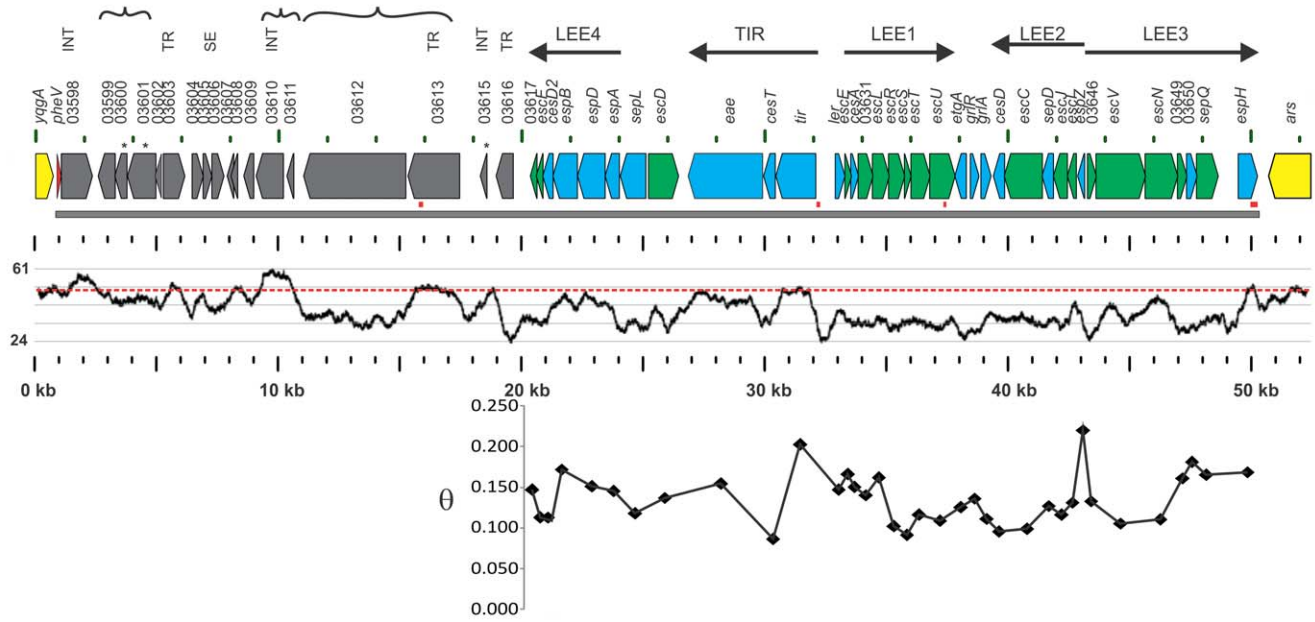 INT TR SE INT TR INT TR LEE4 TIR LEE1 LEE2 LEE3
yggA pheV 03598 03599 03600 03601 03602 03603 03604 03605 03606 03607 03608 03609 03610 03611 03612 03613 03615 03616 03617 escF cesD2 espB espD espA sepL escD eae cesT tir ler escE cesA 03631 escL escR escS escT escU etgA grlR grlA cesD escC sepD escJ escI espZ 03646 escV escN 03649 03650 sepQ espH ars
* * *
61
24
0 kb 10 kb 20 kb 30 kb 40 kb 50 kb
0.250
0.200
0.150
θ
0.100
0.050
0.000